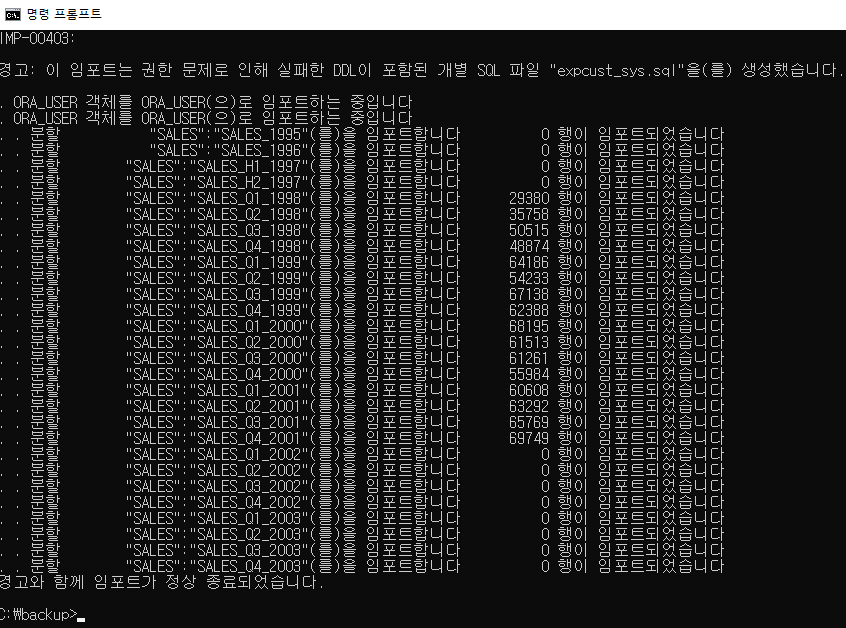 명령 프롬프트
IMP-00403:
경고: 이 임포트는 권한 문제로 인해 실패한 DDL이 포함된 개별 SQL 파일 "expcust_sys.sql"을(를) 생성했습니다.
. ORA_USER 객체를 ORA_USER(으)로 임포트하는 중입니다
. ORA_USER 객체를 ORA_USER(으)로 임포트하는 중입니다
. . 분할 "SALES":"SALES_1995"(를)을 임포트합니다 0 행이 임포트되었습니다
. . 분할 "SALES":"SALES_1996"(를)을 임포트합니다 0 행이 임포트되었습니다
. . 분할 "SALES":"SALES_H1_1997"(를)을 임포트합니다 0 행이 임포트되었습니다
. . 분할 "SALES":"SALES_H2_1997"(를)을 임포트합니다 0 행이 임포트되었습니다
. . 분할 "SALES":"SALES_Q1_1998"(를)을 임포트합니다 29380 행이 임포트되었습니다
. . 분할 "SALES":"SALES_Q2_1998"(를)을 임포트합니다 35758 행이 임포트되었습니다
. . 분할 "SALES":"SALES_Q3_1998"(를)을 임포트합니다 50515 행이 임포트되었습니다
. . 분할 "SALES":"SALES_Q4_1998"(를)을 임포트합니다 48874 행이 임포트되었습니다
. . 분할 "SALES":"SALES_Q1_1999"(를)을 임포트합니다 64186 행이 임포트되었습니다
. . 분할 "SALES":"SALES_Q2_1999"(를)을 임포트합니다 54233 행이 임포트되었습니다
. . 분할 "SALES":"SALES_Q3_1999"(를)을 임포트합니다 67138 행이 임포트되었습니다
. . 분할 "SALES":"SALES_Q4_1999"(를)을 임포트합니다 62388 행이 임포트되었습니다
. . 분할 "SALES":"SALES_Q1_2000"(를)을 임포트합니다 68195 행이 임포트되었습니다
. . 분할 "SALES":"SALES_Q2_2000"(를)을 임포트합니다 61513 행이 임포트되었습니다
. . 분할 "SALES":"SALES_Q3_2000"(를)을 임포트합니다 61261 행이 임포트되었습니다
. . 분할 "SALES":"SALES_Q4_2000"(를)을 임포트합니다 55984 행이 임포트되었습니다
. . 분할 "SALES":"SALES_Q1_2001"(를)을 임포트합니다 60608 행이 임포트되었습니다
. . 분할 "SALES":"SALES_Q2_2001"(를)을 임포트합니다 63292 행이 임포트되었습니다
. . 분할 "SALES":"SALES_Q3_2001"(를)을 임포트합니다 65769 행이 임포트되었습니다
. . 분할 "SALES":"SALES_Q4_2001"(를)을 임포트합니다 69749 행이 임포트되었습니다
. . 분할 "SALES":"SALES_Q1_2002"(를)을 임포트합니다 0 행이 임포트되었습니다
. . 분할 "SALES":"SALES_Q2_2002"(를)을 임포트합니다 0 행이 임포트되었습니다
. . 분할 "SALES":"SALES_Q3_2002"(를)을 임포트합니다 0 행이 임포트되었습니다
. . 분할 "SALES":"SALES_Q4_2002"(를)을 임포트합니다 0 행이 임포트되었습니다
. . 분할 "SALES":"SALES_Q1_2003"(를)을 임포트합니다 0 행이 임포트되었습니다
. . 분할 "SALES":"SALES_Q2_2003"(를)을 임포트합니다 0 행이 임포트되었습니다
. . 분할 "SALES":"SALES_Q3_2003"(를)을 임포트합니다 0 행이 임포트되었습니다
. . 분할 "SALES":"SALES_Q4_2003"(를)을 임포트합니다 0 행이 임포트되었습니다
경고와 함께 임포트가 정상 종료되었습니다.
C:₩backup>